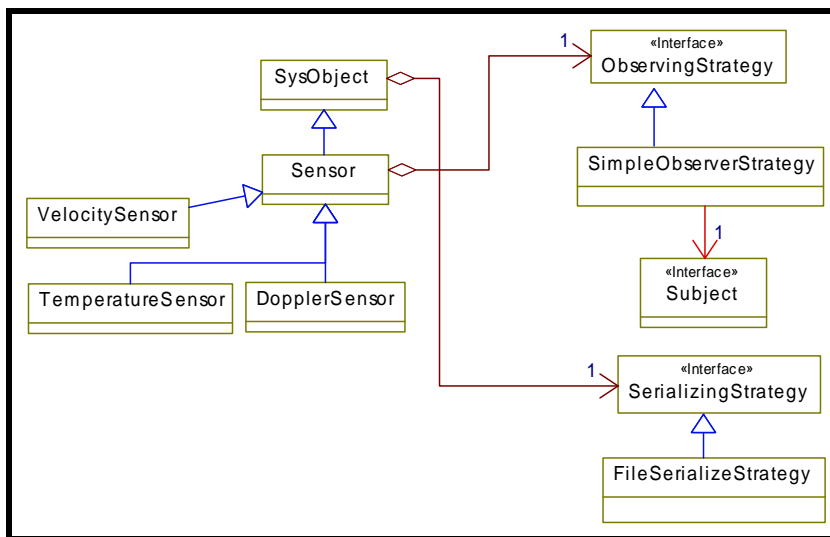 SysObject
Sensor
VelocitySensor
TemperatureSensor
DopplerSensor
1
«Interface»
ObservingStrategy
SimpleObserverStrategy
1
«Interface»
Subject
1
«Interface»
SerializingStrategy
FileSerializeStrategy